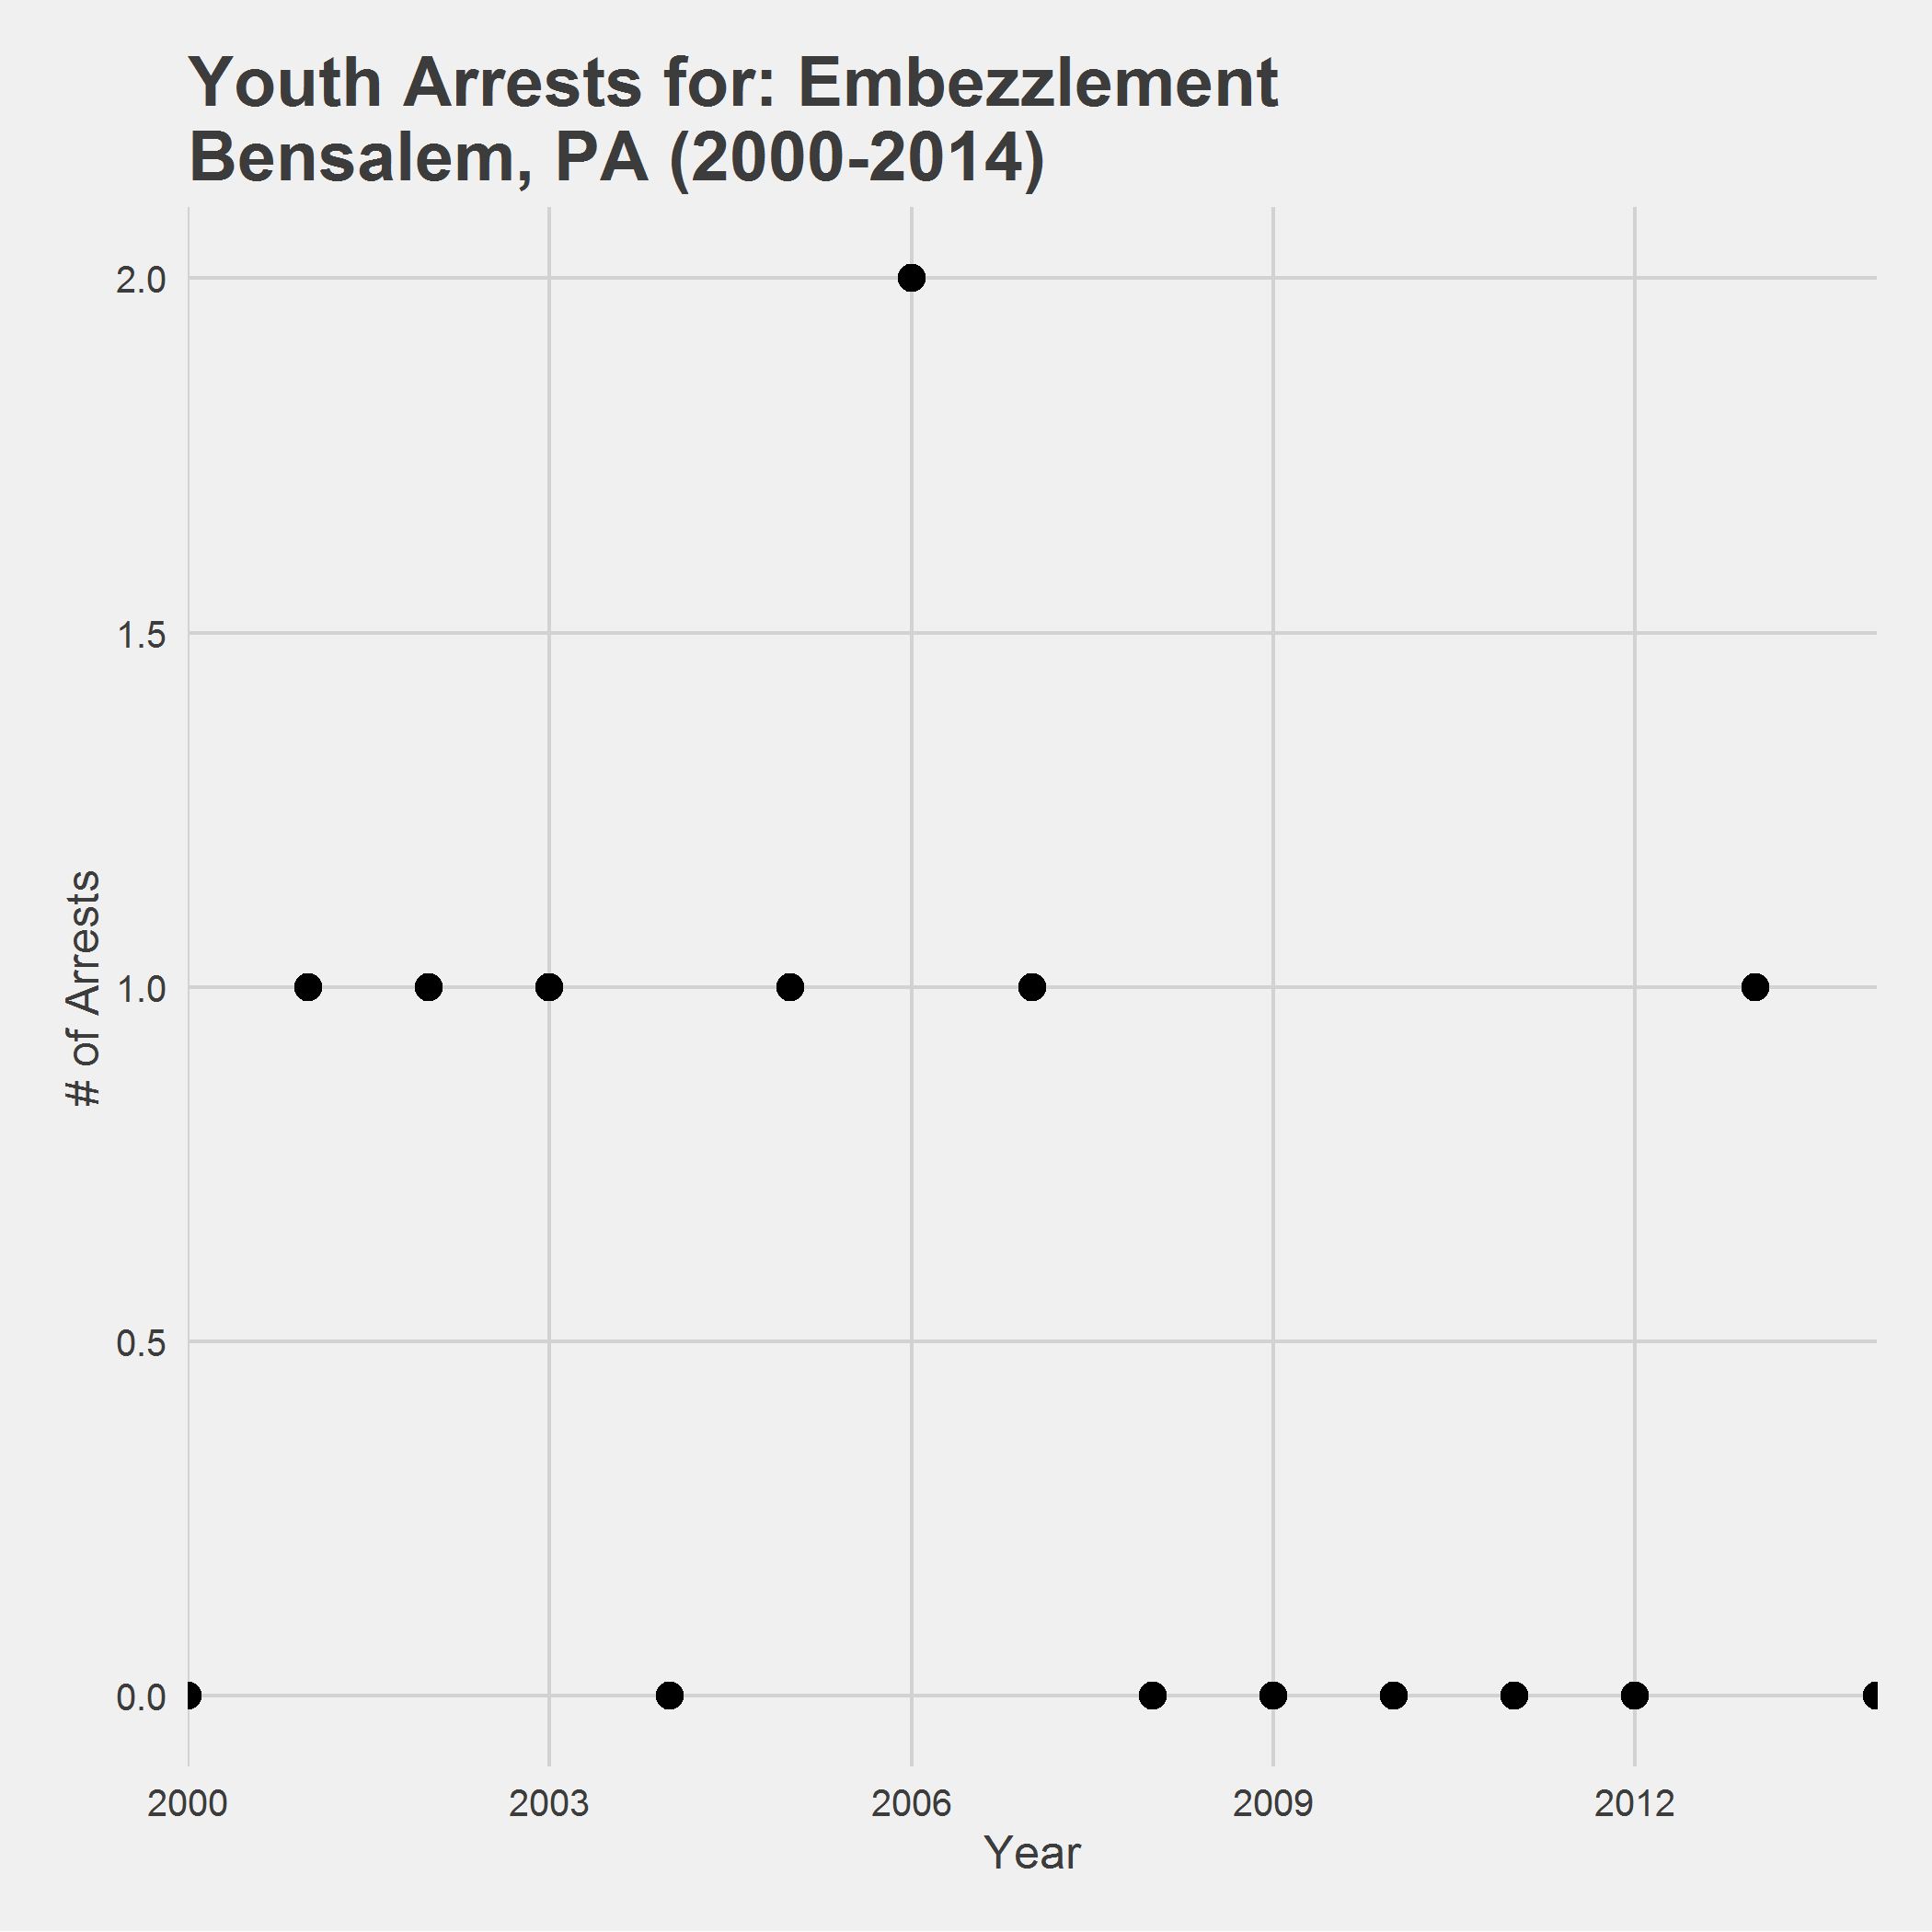 Youth Arrests for: Embezzlement
Bensalem, PA (2000-2014)
2.0
1.5
1.0
0.5
0.0
# of Arrests
2000 2003 2006 2009 2012
Year